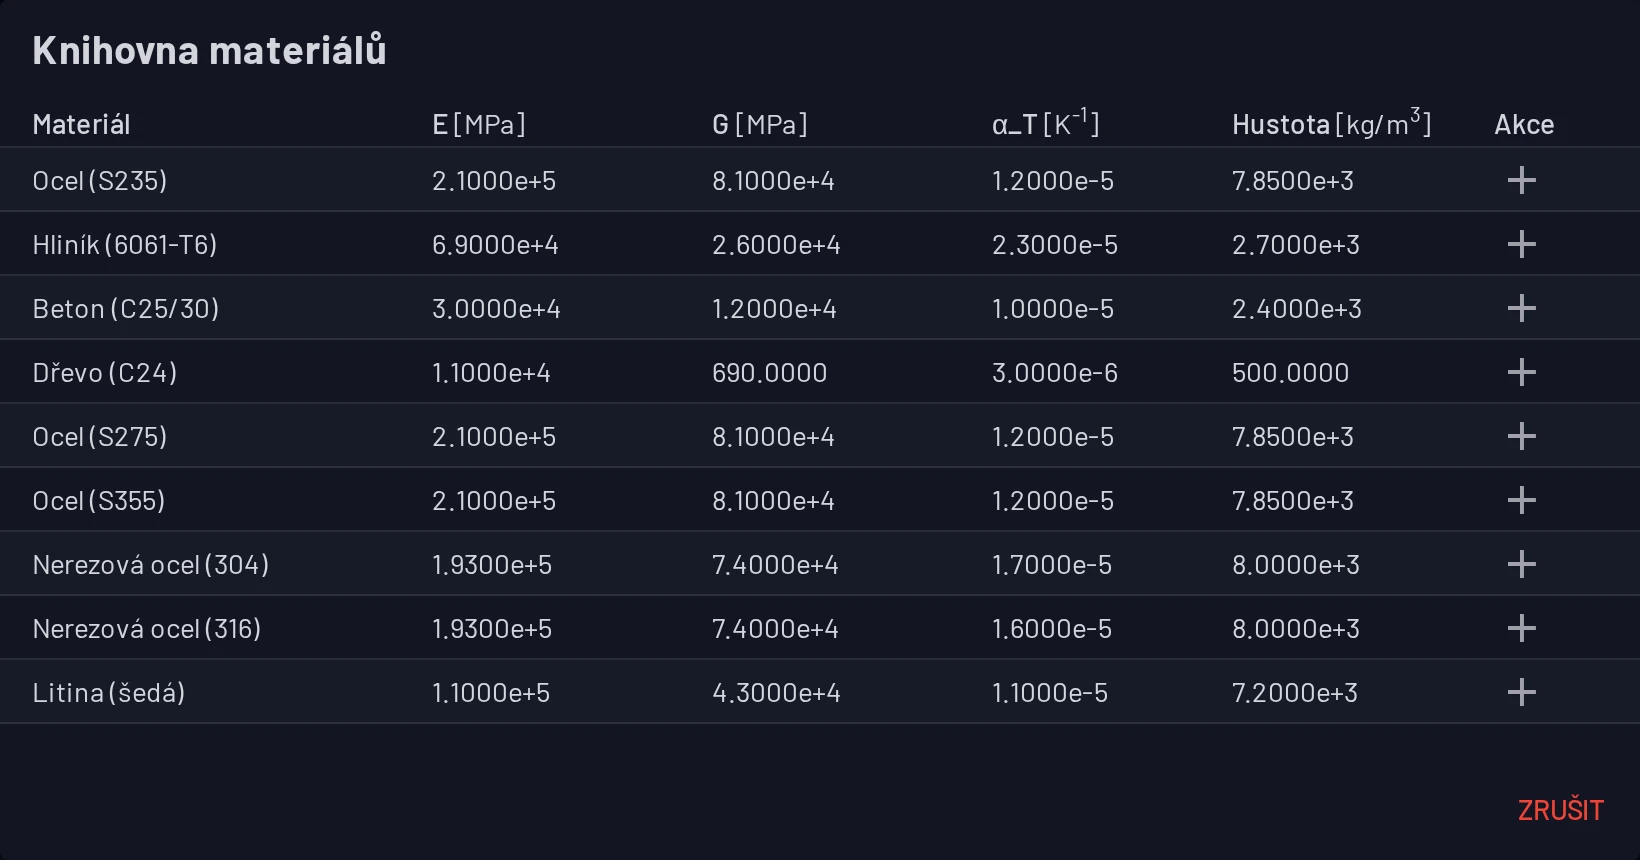 Knihovna materiálů
Materiál E [MPa] G [MPa] α_T [K⁻¹] Hustota [kg/m³] Akce
Ocel (S235) 2.1000e+5 8.1000e+4 1.2000e-5 7.8500e+3 +
Hliník (6061-T6) 6.9000e+4 2.6000e+4 2.3000e-5 2.7000e+3 +
Beton (C25/30) 3.0000e+4 1.2000e+4 1.0000e-5 2.4000e+3 +
Dřevo (C24) 1.1000e+4 690.0000 3.0000e-6 500.0000 +
Ocel (S275) 2.1000e+5 8.1000e+4 1.2000e-5 7.8500e+3 +
Ocel (S355) 2.1000e+5 8.1000e+4 1.2000e-5 7.8500e+3 +
Nerezová ocel (304) 1.9300e+5 7.4000e+4 1.7000e-5 8.0000e+3 +
Nerezová ocel (316) 1.9300e+5 7.4000e+4 1.6000e-5 8.0000e+3 +
Litina (šedá) 1.1000e+5 4.3000e+4 1.1000e-5 7.2000e+3 +
ZRUŠIT